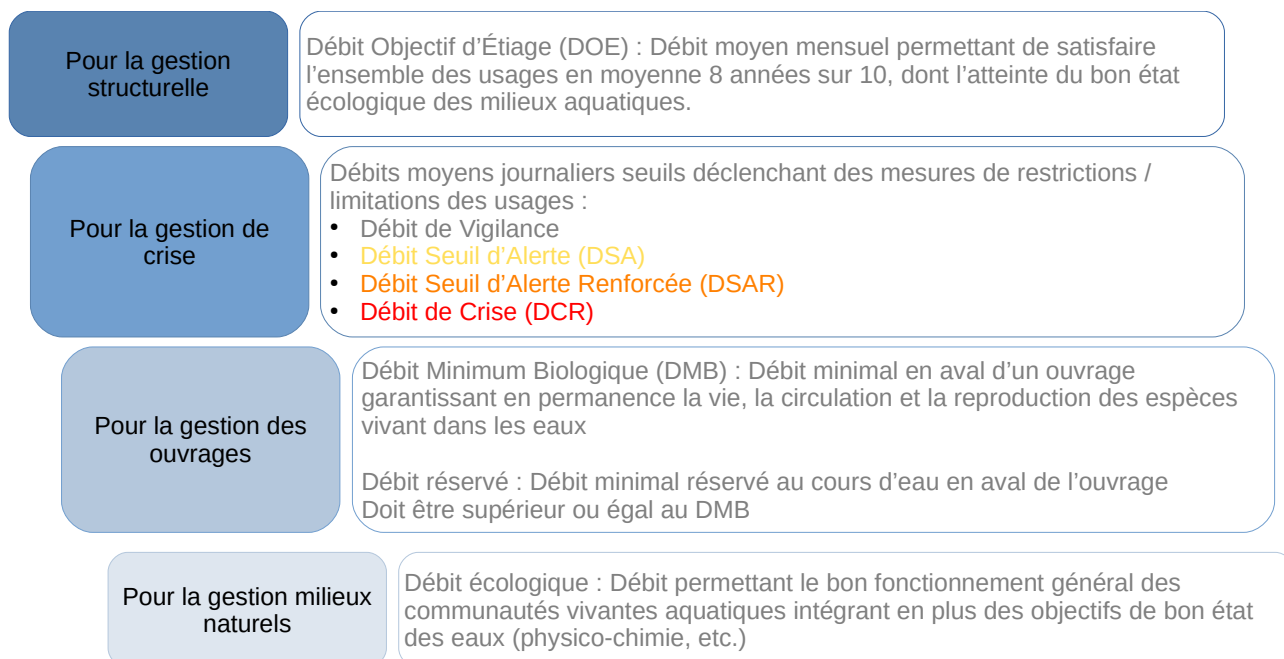 Pour la gestion
structurelle
Débit Objectif d’Étiage (DOE) : Débit moyen mensuel permettant de satisfaire
l’ensemble des usages en moyenne 8 années sur 10, dont l’atteinte du bon état
écologique des milieux aquatiques.
Pour la gestion de
crise
Débits moyens journaliers seuils déclenchant des mesures de restrictions /
limitations des usages :
• Débit de Vigilance
• Débit Seuil d’Alerte (DSA)
• Débit Seuil d’Alerte Renforcée (DSAR)
• Débit de Crise (DCR)
Pour la gestion des
ouvrages
Débit Minimum Biologique (DMB) : Débit minimal en aval d’un ouvrage
garantissant en permanence la vie, la circulation et la reproduction des espèces
vivant dans les eaux
Débit réservé : Débit minimal réservé au cours d’eau en aval de l’ouvrage
Doit être supérieur ou égal au DMB
Pour la gestion milieux
naturels
Débit écologique : Débit permettant le bon fonctionnement général des
communautés vivantes aquatiques intégrant en plus des objectifs de bon état
des eaux (physico-chimie, etc.)